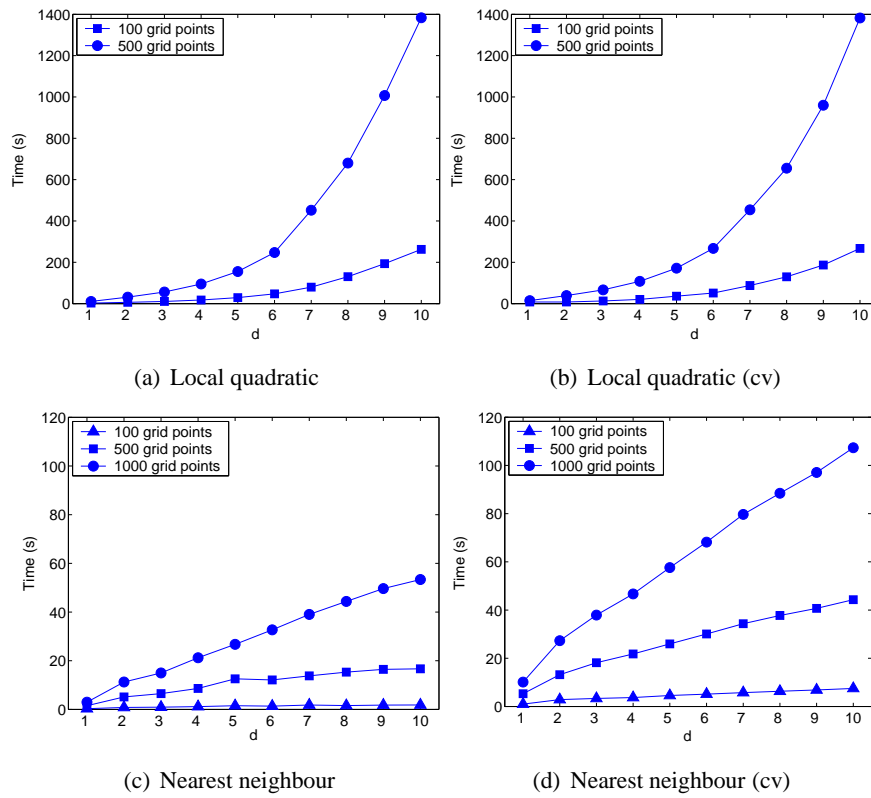 1400
1200
1000
800
600
400
200
0
Time (s)
100 grid points
500 grid points
1 2 3 4 5 6 7 8 9 10
d
(a) Local quadratic
1400
1200
1000
800
600
400
200
0
Time (s)
100 grid points
500 grid points
1 2 3 4 5 6 7 8 9 10
d
(b) Local quadratic (cv)
120
100
80
60
40
20
0
Time (s)
100 grid points
500 grid points
1000 grid points
1 2 3 4 5 6 7 8 9 10
d
(c) Nearest neighbour
120
100
80
60
40
20
0
Time (s)
100 grid points
500 grid points
1000 grid points
1 2 3 4 5 6 7 8 9 10
d
(d) Nearest neighbour (cv)